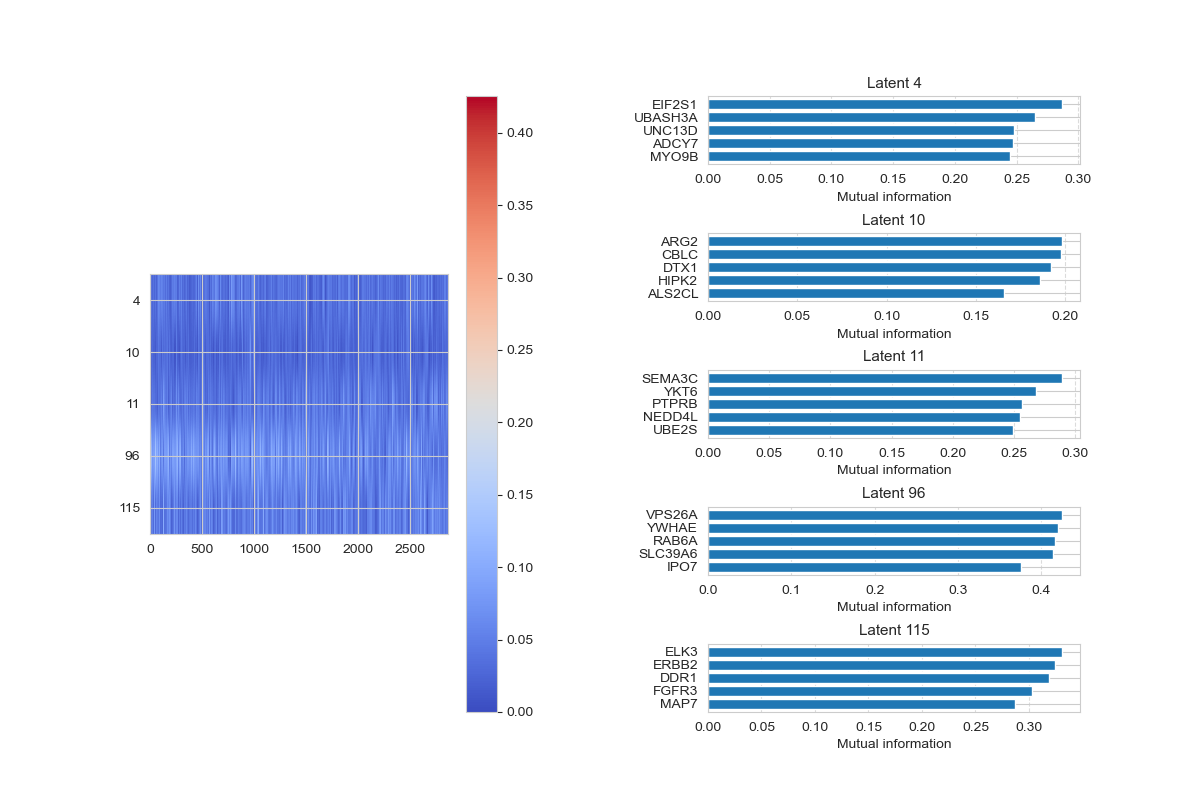 4
10
11
96
115
0 500 1000 1500 2000 2500
0.40
0.35
0.30
0.25
0.20
0.15
0.10
0.05
0.00
Latent 4
EIF2S1
UBASH3A
UNC13D
ADCY7
MYO9B
0.00 0.05 0.10 0.15 0.20 0.25 0.30
Mutual information
Latent 10
ARG2
CBLC
DTX1
HIPK2
ALS2CL
0.00 0.05 0.10 0.15 0.20
Mutual information
Latent 11
SEMA3C
YKT6
PTPRB
NEDD4L
UBE2S
0.00 0.05 0.10 0.15 0.20 0.25 0.30
Mutual information
Latent 96
VPS26A
YWHAE
RAB6A
SLC39A6
IPO7
0.0 0.1 0.2 0.3 0.4
Mutual information
Latent 115
ELK3
ERBB2
DDR1
FGFR3
MAP7
0.00 0.05 0.10 0.15 0.20 0.25 0.30
Mutual information